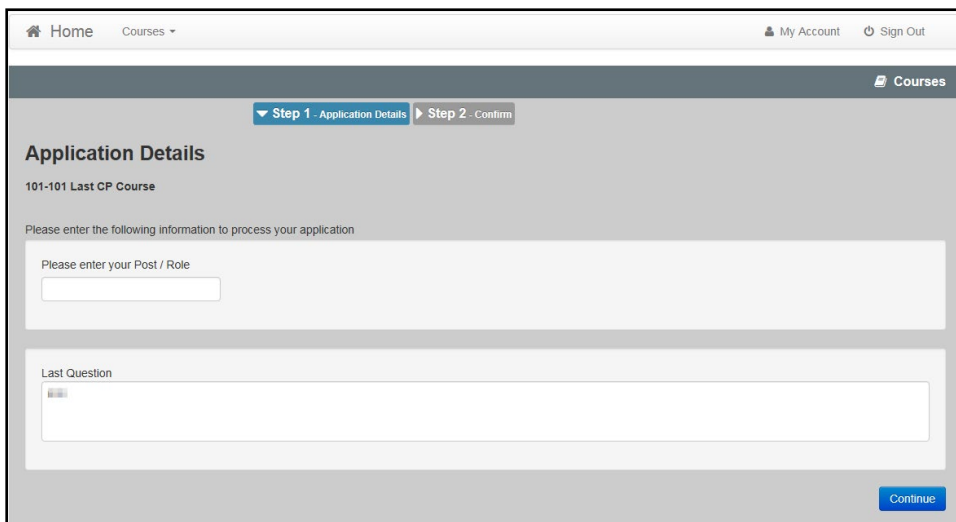 Home Courses My Account Sign Out
Courses
Step 1 - Application Details Step 2 - Confirm
Application Details
101-101 Last CP Course
Please enter the following information to process your application
Please enter your Post / Role
Last Question
Continue